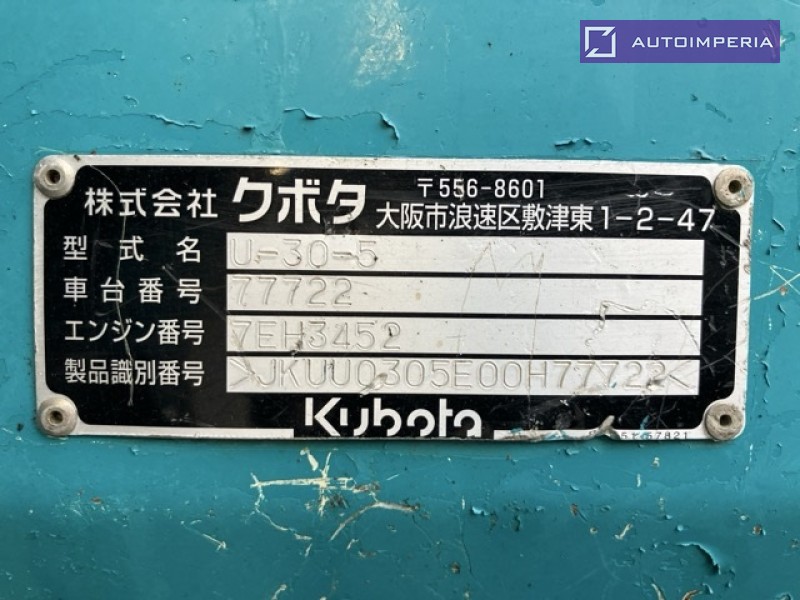 AUTOIMPERIA
株式会社 クボタ 〒556-8601
大阪市浪速区敷津東1-2-47
型式名 U-30-5
車台番号 77722
エンジン番号 7EH3452
製品識別番号 >JKUU0305E00H77722<
Kubota